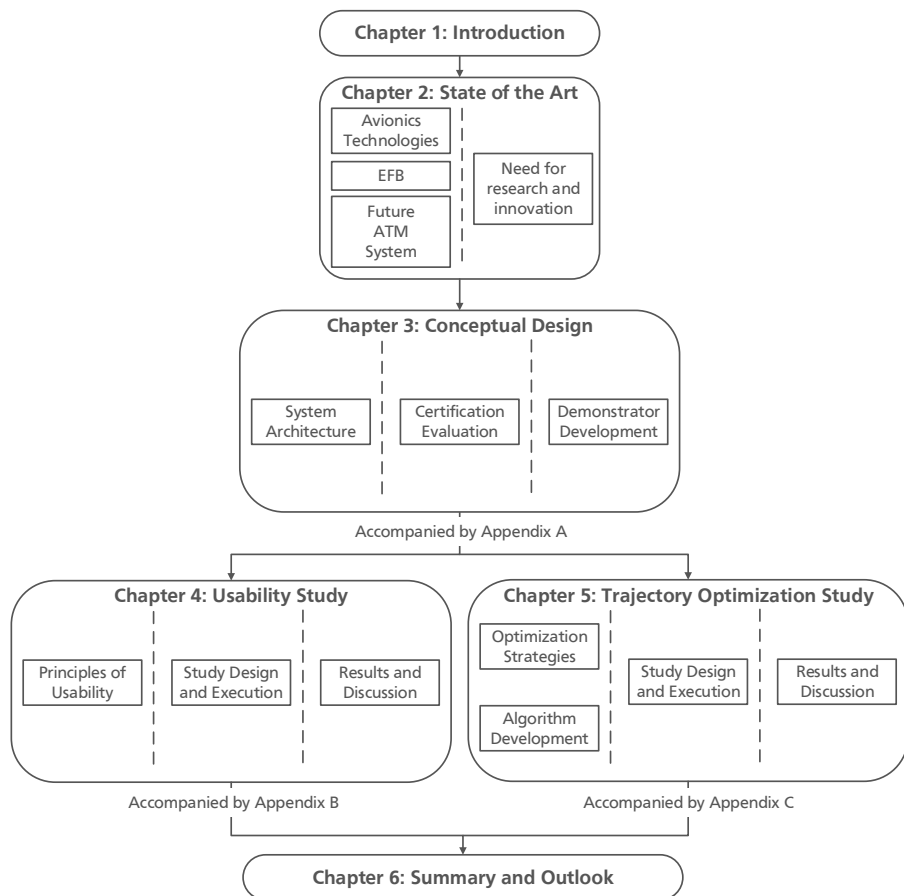 Chapter 1: Introduction
Chapter 2: State of the Art
Avionics
Technologies
EFB
Future
ATM
System
Need for
research and
innovation
Chapter 3: Conceptual Design
System
Architecture
Certification
Evaluation
Demonstrator
Development
Accompanied by Appendix A
Chapter 4: Usability Study
Principles of
Usability
Study Design
and Execution
Results and
Discussion
Accompanied by Appendix B
Chapter 5: Trajectory Optimization Study
Optimization
Strategies
Algorithm
Development
Study Design
and Execution
Results and
Discussion
Accompanied by Appendix C
Chapter 6: Summary and Outlook